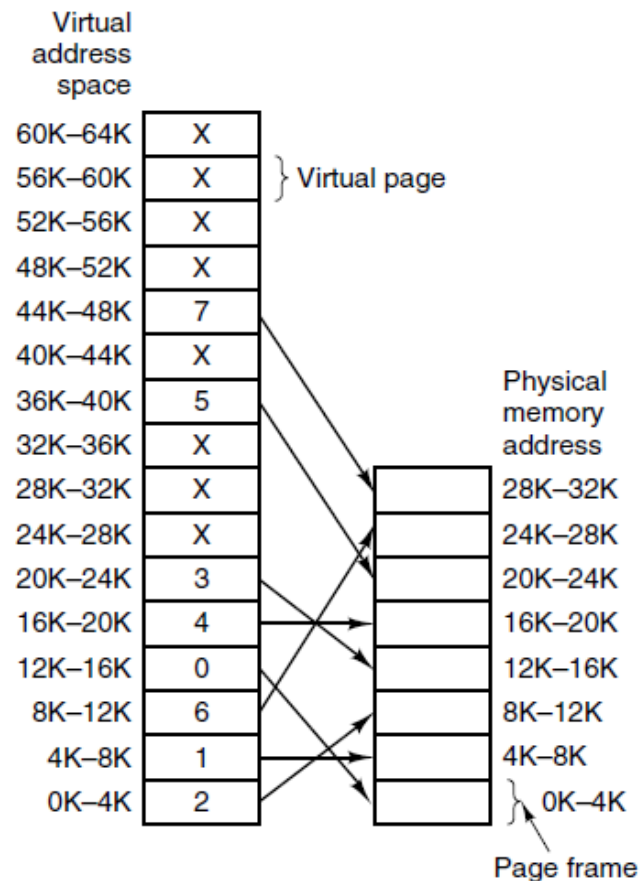 Virtual
address
space
60K–64K X
56K–60K X Virtual page
52K–56K X
48K–52K X
44K–48K 7
40K–44K X
36K–40K 5
32K–36K X
28K–32K X
24K–28K X
20K–24K 3
16K–20K 4
12K–16K 0
8K–12K 6
4K–8K 1
0K–4K 2
Physical
memory
address
28K–32K
24K–28K
20K–24K
16K–20K
12K–16K
8K–12K
4K–8K
0K–4K
Page frame